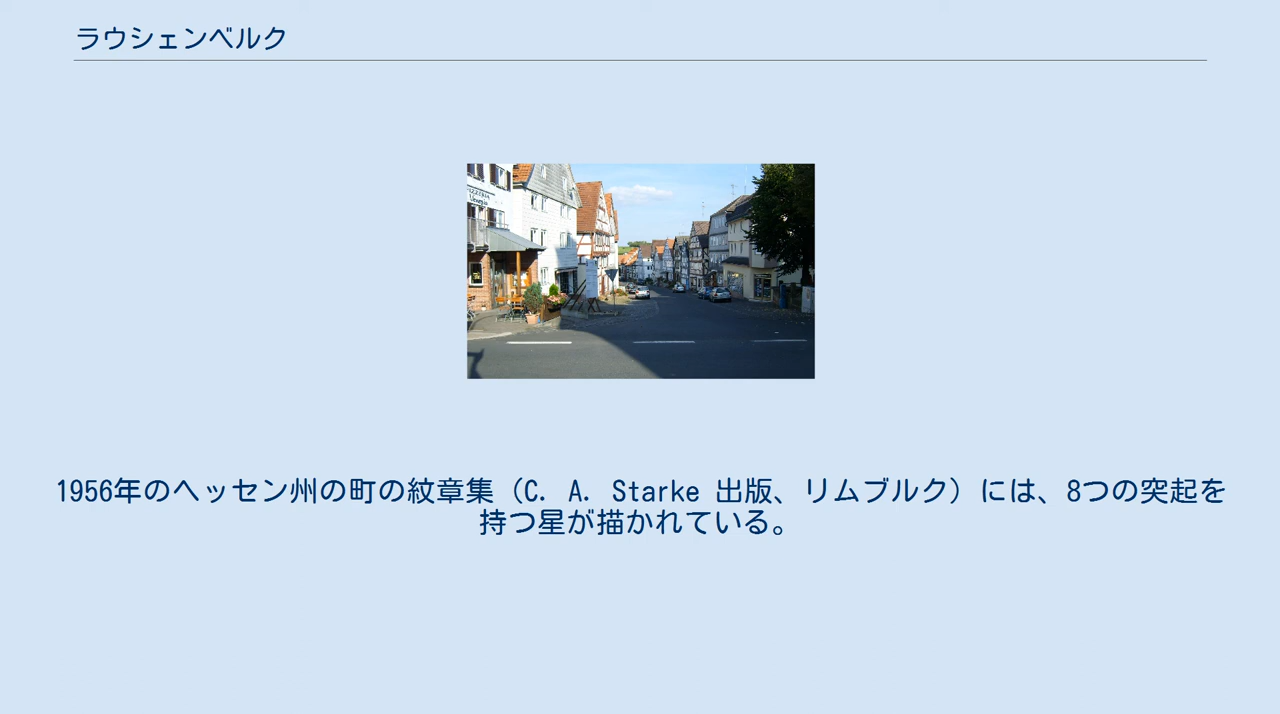 ラウシェンベルク
PIZZERIA
1956年のヘッセン州の町の紋章集（C. A. Starke 出版、リムブルク）には、8つの突起を
持つ星が描かれている。